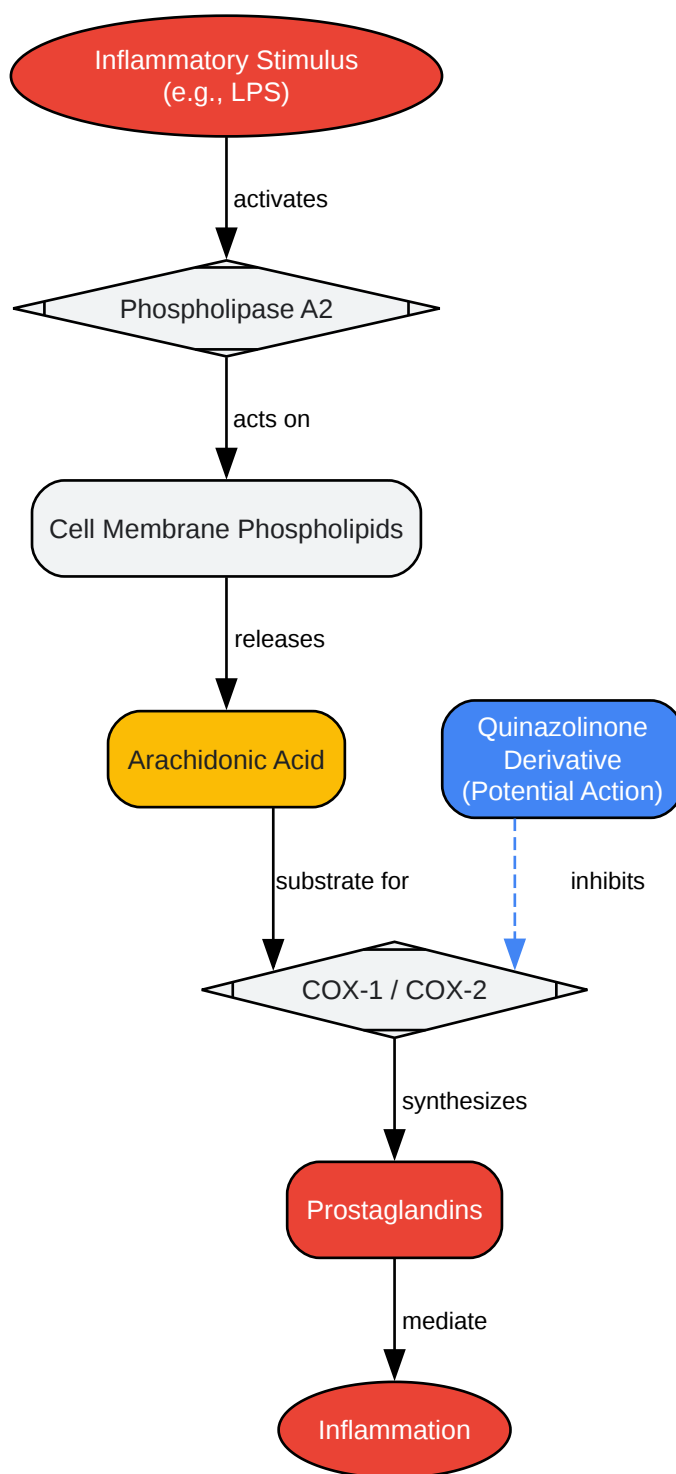 Inflammatory Stimulus
(e.g., LPS)
activates
Phospholipase A2
acts on
Cell Membrane Phospholipids
releases
Arachidonic Acid
Quinazolinone
Derivative
(Potential Action)
substrate for
inhibits
COX-1 / COX-2
synthesizes
Prostaglandins
mediate
Inflammation